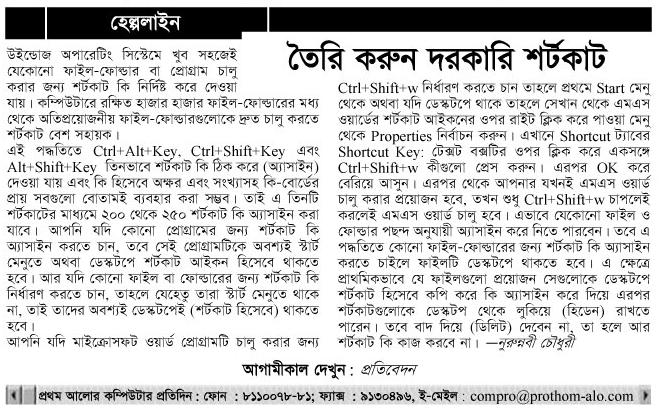 হেল্পলাইন
তৈরি করুন দরকারি শর্টকাট
উইন্ডোজ অপারেটিং সিস্টেমে খুব সহজেই
যেকোনো ফাইল-ফোল্ডার বা প্রোগ্রাম চালু
করার জন্য শর্টকাট কি নির্দিষ্ট করে দেওয়া
যায়। কম্পিউটারে রক্ষিত হাজার হাজার ফাইল-ফোল্ডারের মধ্য
থেকে অতিপ্রয়োজনীয় ফাইল-ফোল্ডারগুলোকে দ্রুত চালু করতে
শর্টকাট বেশ সহায়ক।
এই পদ্ধতিতে Ctrl+Alt+Key, Ctrl+Shift+Key এবং
Alt+Shift+Key তিনভাবে শর্টকাট কি ঠিক করে (অ্যাসাইন)
দেওয়া যায় এবং কি হিসেবে অক্ষর এবং সংখ্যাসহ কি-বোর্ডের
প্রায় সবগুলো বোতামই ব্যবহার করা সম্ভব। তাই এ তিনটি
শর্টকাটের মাধ্যমে ২০০ থেকে ২৫০ শর্টকাট কি অ্যাসাইন করা
যাবে। আপনি যদি কোনো প্রোগ্রামের জন্য শর্টকাট কি
অ্যাসাইন করতে চান, তবে সেই প্রোগ্রামটিকে অবশ্যই স্টার্ট
মেনুতে অথবা ডেস্কটপে শর্টকাট আইকন হিসেবে থাকতে
হবে। আর যদি কোনো ফাইল বা ফোল্ডারের জন্য শর্টকাট কি
নির্ধারণ করতে চান, তাহলে যেহেতু তারা স্টার্ট মেনুতে থাকে
না, তাই তাদের অবশ্যই ডেস্কটপেই (শর্টকাট হিসেবে) থাকতে
হবে।
আপনি যদি মাইক্রোসফট ওয়ার্ড প্রোগ্রামটি চালু করার জন্য
Ctrl+Shift+w নির্ধারণ করতে চান তাহলে প্রথমে Start মেনু
থেকে অথবা যদি ডেস্কটপে থাকে তাহলে সেখান থেকে এমএস
ওয়ার্ডের শর্টকাট আইকনের ওপর রাইট ক্লিক করে পাওয়া মেনু
থেকে Properties নির্বাচন করুন। এখানে Shortcut ট্যাবের
Shortcut Key: টেক্সট বক্সটির ওপর ক্লিক করে একসঙ্গে
Ctrl+Shift+w কীগুলো প্রেস করুন। এরপর OK করে
বেরিয়ে আসুন। এরপর থেকে আপনার যখনই এমএস ওয়ার্ড
চালু করার প্রয়োজন হবে, তখন শুধু Ctrl+Shift+w চাপলেই
করলেই এমএস ওয়ার্ড চালু হবে। এভাবে যেকোনো ফাইল ও
ফোল্ডার পছন্দ অনুযায়ী অ্যাসাইন করে নিতে পারবেন। তবে এ
পদ্ধতিতে কোনো ফাইল-ফোল্ডারের জন্য শর্টকাট কি অ্যাসাইন
করতে চাইলে ফাইলটি ডেস্কটপে থাকতে হবে। এ ক্ষেত্রে
প্রাথমিকভাবে যে ফাইলগুলো প্রয়োজন সেগুলোকে ডেস্কটপে
শর্টকাট হিসেবে কপি করে কি অ্যাসাইন করে দিয়ে এরপর
শর্টকাটগুলোকে ডেস্কটপ থেকে লুকিয়ে (হিডেন) রাখতে
পারেন। তবে বাদ দিয়ে (ডিলিট) দেবেন না, তা হলে আর
শর্টকাট কি কাজ করবে না। —নুরুন্নবী চৌধুরী
আগামীকাল দেখুন : প্রতিবেদন
প্রথম আলোর কম্পিউটার প্রতিদিন : ফোন : ৮১১০০৭৮-৮১; ফ্যাক্স : ৯১৩০৪৯৬, ই-মেইল : compro@prothom-alo.com